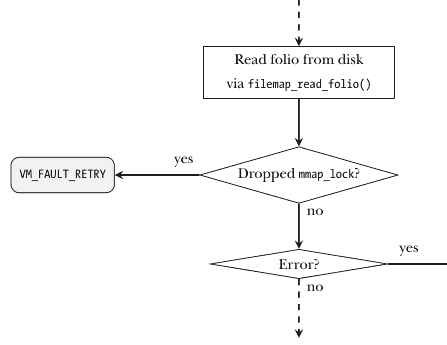 Read folio from disk
via filemap_read_folio()
yes
VM_FAULT_RETRY
Dropped mmap_lock?
no
yes
Error?
no